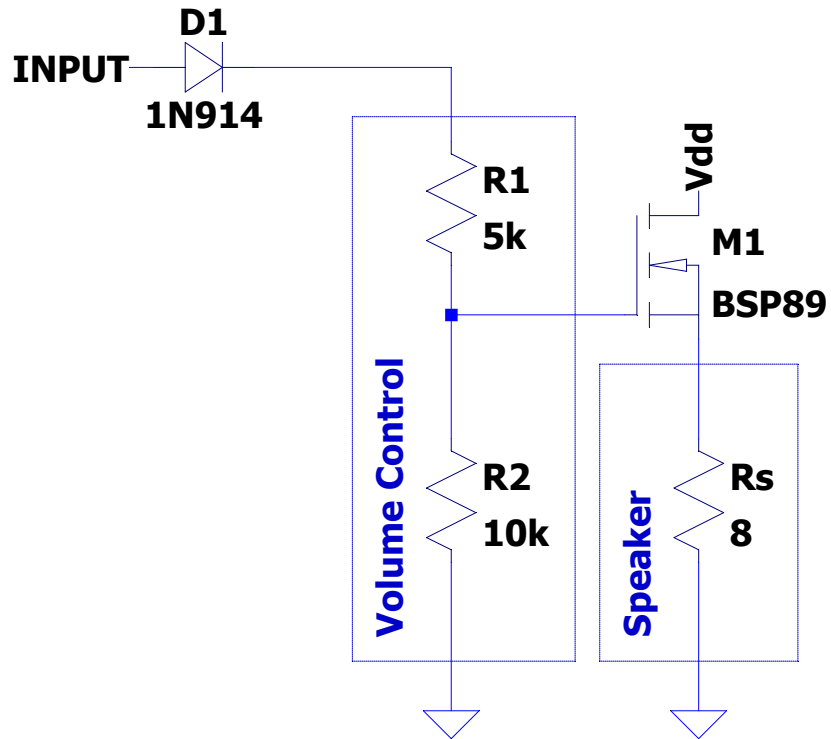 D1
INPUT
1N914
R1
5k
Vdd
M1
BSP89
Volume Control
R2
10k
Speaker
Rs
8